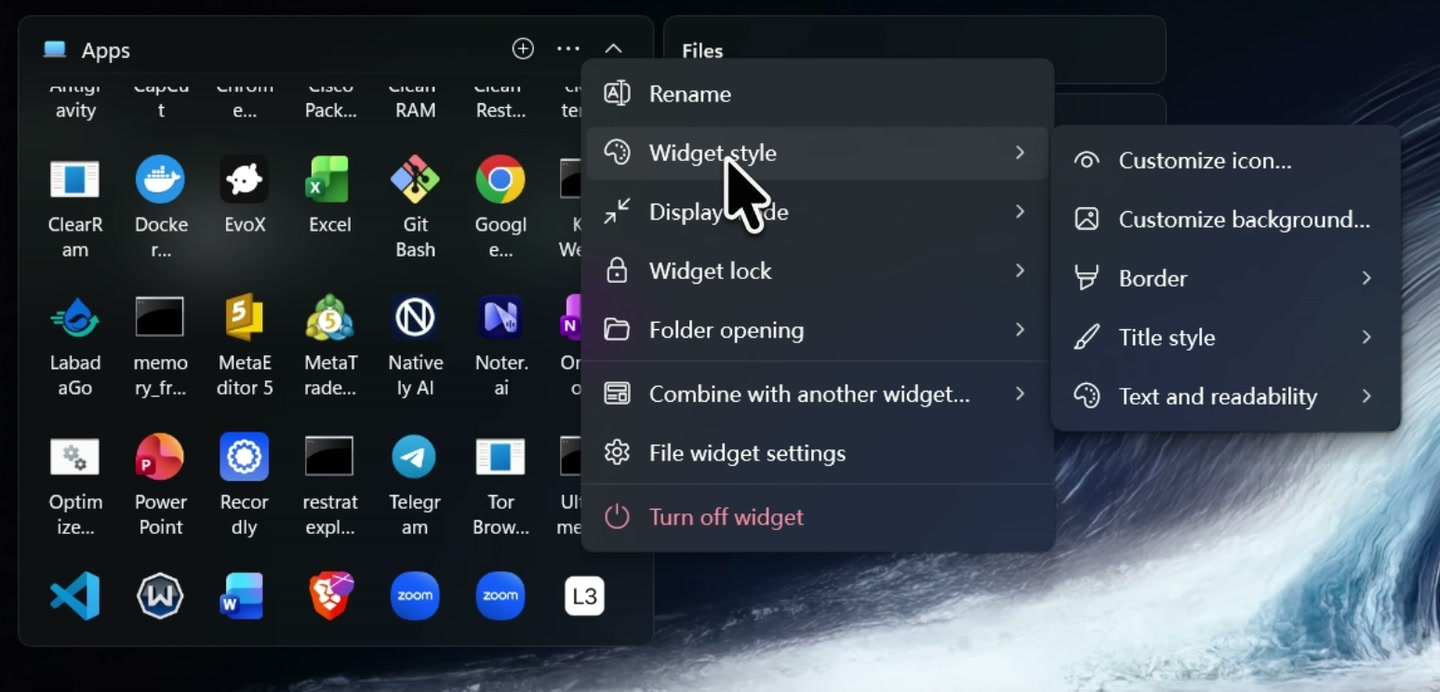 Apps
Files
avity
t
e...
Pack...
RAM
Rest...
ClearR
am
Docke
r...
EvoX
Excel
Git
Bash
Googl
e...
Labad
aGo
memo
ry_fr...
MetaE
ditor 5
MetaT
rade...
Native
ly AI
Noter.
ai
Optim
ize...
Power
Point
Recor
dly
restrat
expl...
Telegr
am
Tor
Brow...
zoom
zoom
L3
Rename
Widget style
Display
Widget lock
Folder opening
Combine with another widget...
File widget settings
Turn off widget
Customize icon...
Customize background...
Border
Title style
Text and readability